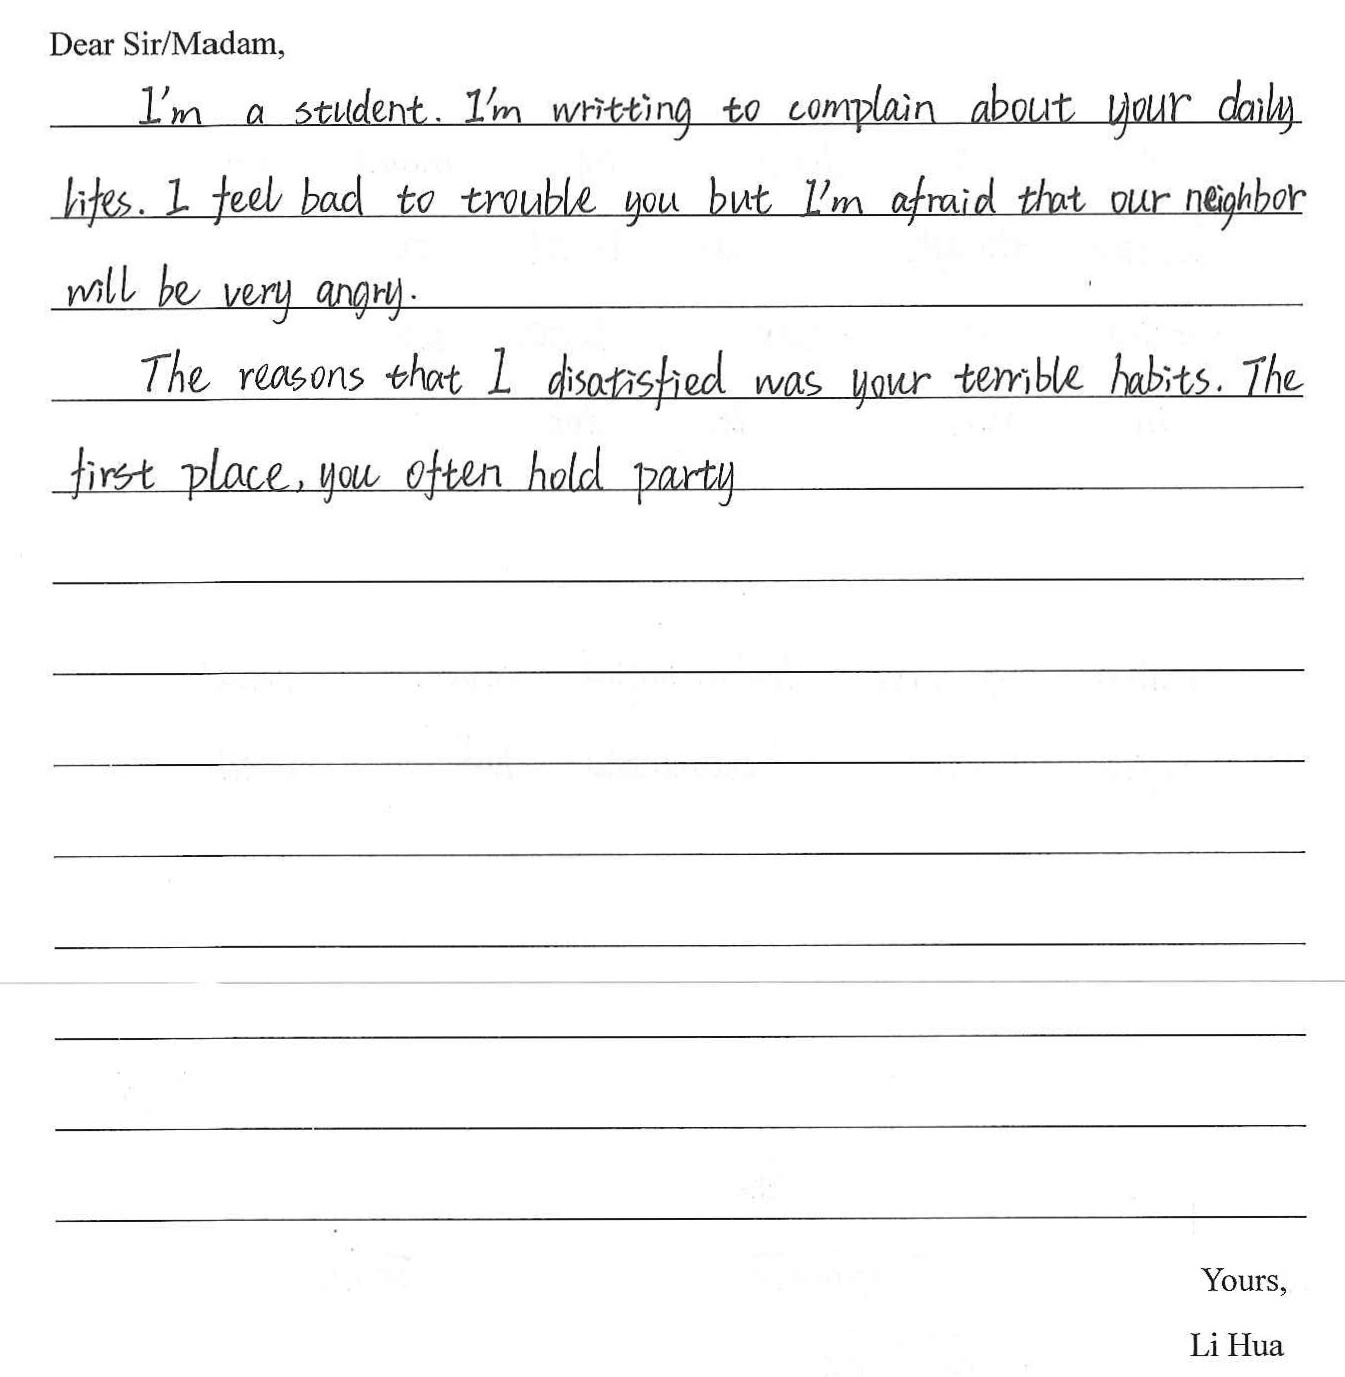 Dear Sir/Madam,
I'm a student. I'm writting to complain about your daily
lifes. I feel bad to trouble you but I'm afraid that our neighbor
will be very angry.
The reasons that I disatisfied was your terrible habits. The
first place, you often hold party
Yours,
Li Hua